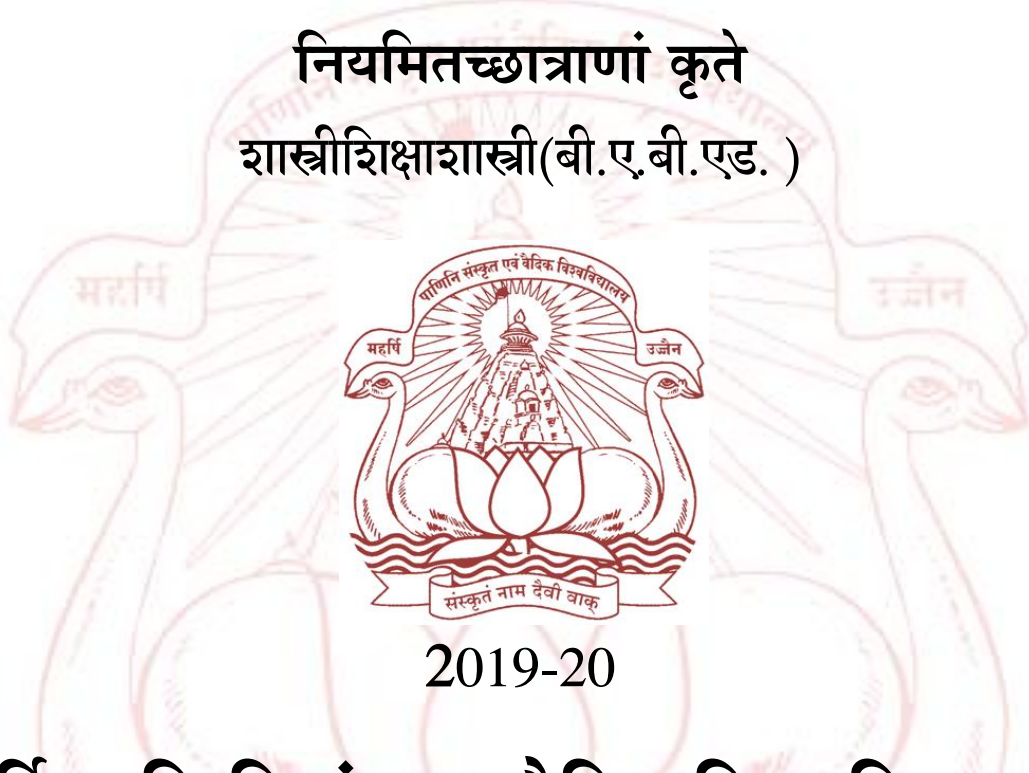 नियमितच्छात्राणां कृते
शास्त्रीशिक्षाशास्त्री(बी.ए.बी.एड. )
पाणिनि संस्कृत एवं वैदिक विश्वविद्यालय
महर्षि
उज्जैन
संस्कृतं नाम दैवी वाक्
2019-20